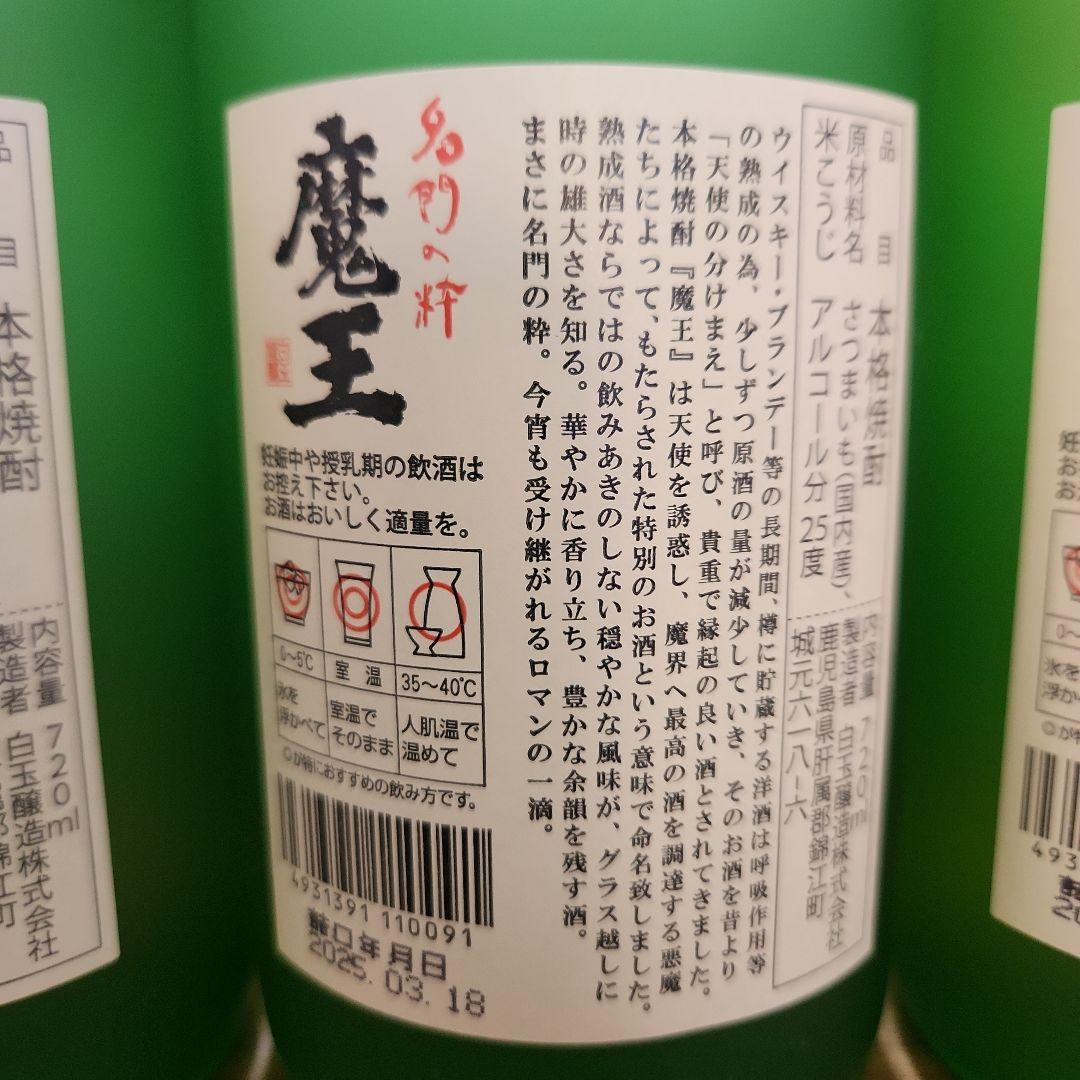 品目 本格焼酎
原材料名 さつまいも(国内産)、
米こうじ アルコール分 25度
内容量 720ml
製造者 白玉醸造株式会社
鹿児島県肝属郡錦江町
城元六一八-六
ウイスキー・ブランデー等の長期間、樽に貯蔵する洋酒は呼吸作用等
の熟成の為、少しずつ原酒の量が減少していき、そのお酒を昔より
「天使の分けまえ」と呼び、貴重で縁起の良い酒とされてきました。
本格焼酎『魔王』は天使を誘惑し、魔界へ最高の酒を調達する悪魔
たちによって、もたらされた特別のお酒という意味で命名致しました。
熟成酒ならではの飲みあきのしない穏やかな風味が、グラス越しに
時の雄大さを知る。華やかに香り立ち、豊かな余韻を残す酒。
まさに名門の粋。今宵も受け継がれるロマンの一滴。
名門の粋
魔王
妊娠中や授乳期の飲酒は
お控え下さい。
お酒はおいしく適量を。
0~5℃
室温
35~40℃
氷を
浮かべて
室温で
そのまま
人肌温で
温めて
◎が特におすすめの飲み方です。
4931391 110091
詰口年月日
2025.03.18
品目 本格焼酎
内容量 720ml
製造者 白玉醸造株式会社